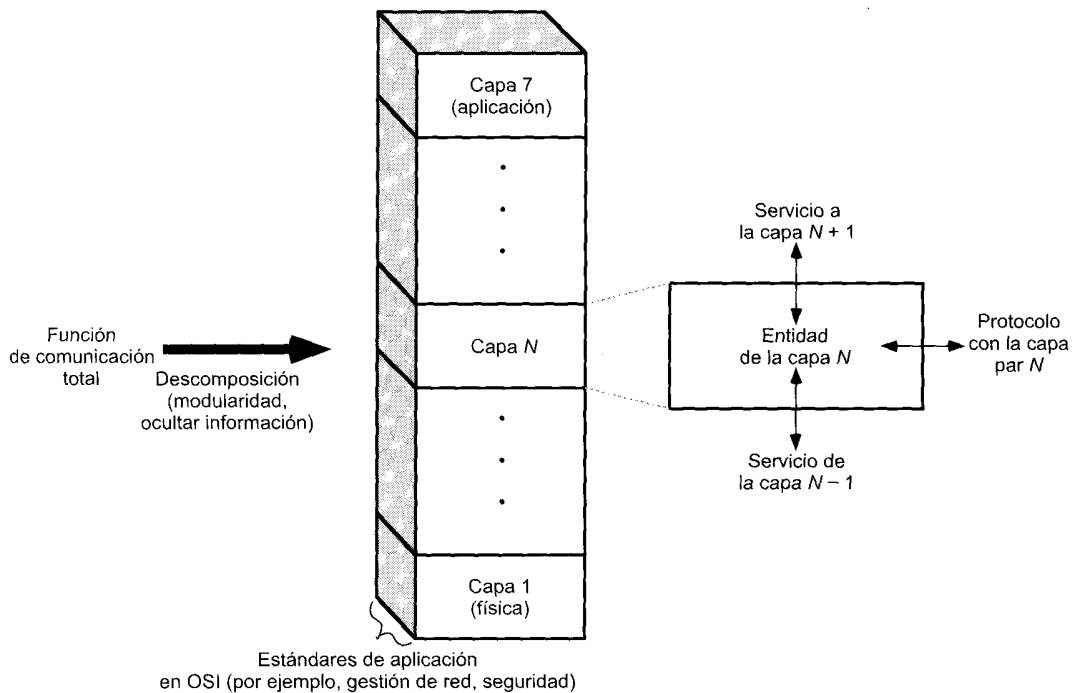 Capa 7
(aplicación)
Servicio a
la capa N + 1
Función
de comunicación
total
Descomposición
(modularidad,
ocultar información)
Capa N
Entidad
de la capa N
Protocolo
con la capa
par N
Servicio de
la capa N − 1
Capa 1
(física)
Estándares de aplicación
en OSI (por ejemplo, gestión de red, seguridad)